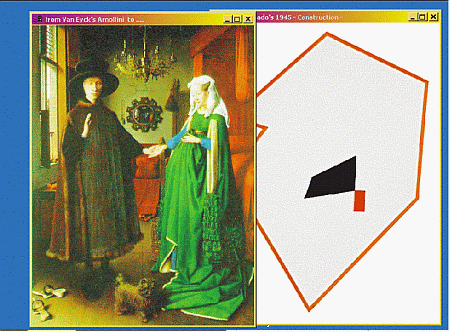 from Van Eyck's Arnolfini to ....
ado's 1945 - Construction -